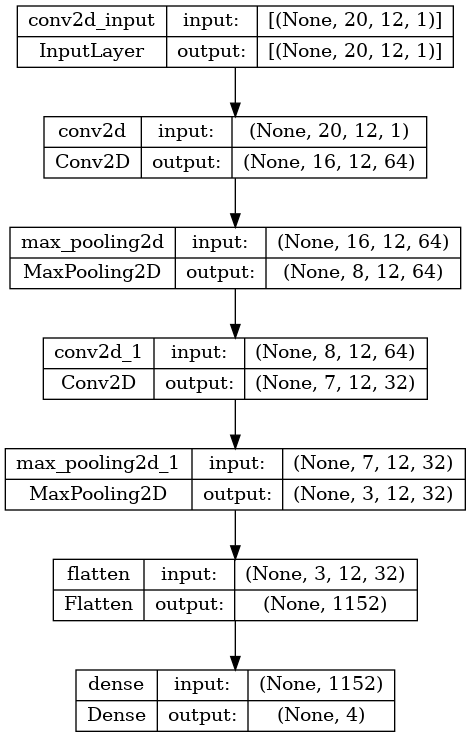 conv2d_input input: [(None, 20, 12, 1)]
InputLayer output: [(None, 20, 12, 1)]
conv2d input: (None, 20, 12, 1)
Conv2D output: (None, 16, 12, 64)
max_pooling2d input: (None, 16, 12, 64)
MaxPooling2D output: (None, 8, 12, 64)
conv2d_1 input: (None, 8, 12, 64)
Conv2D output: (None, 7, 12, 32)
max_pooling2d_1 input: (None, 7, 12, 32)
MaxPooling2D output: (None, 3, 12, 32)
flatten input: (None, 3, 12, 32)
Flatten output: (None, 1152)
dense input: (None, 1152)
Dense output: (None, 4)